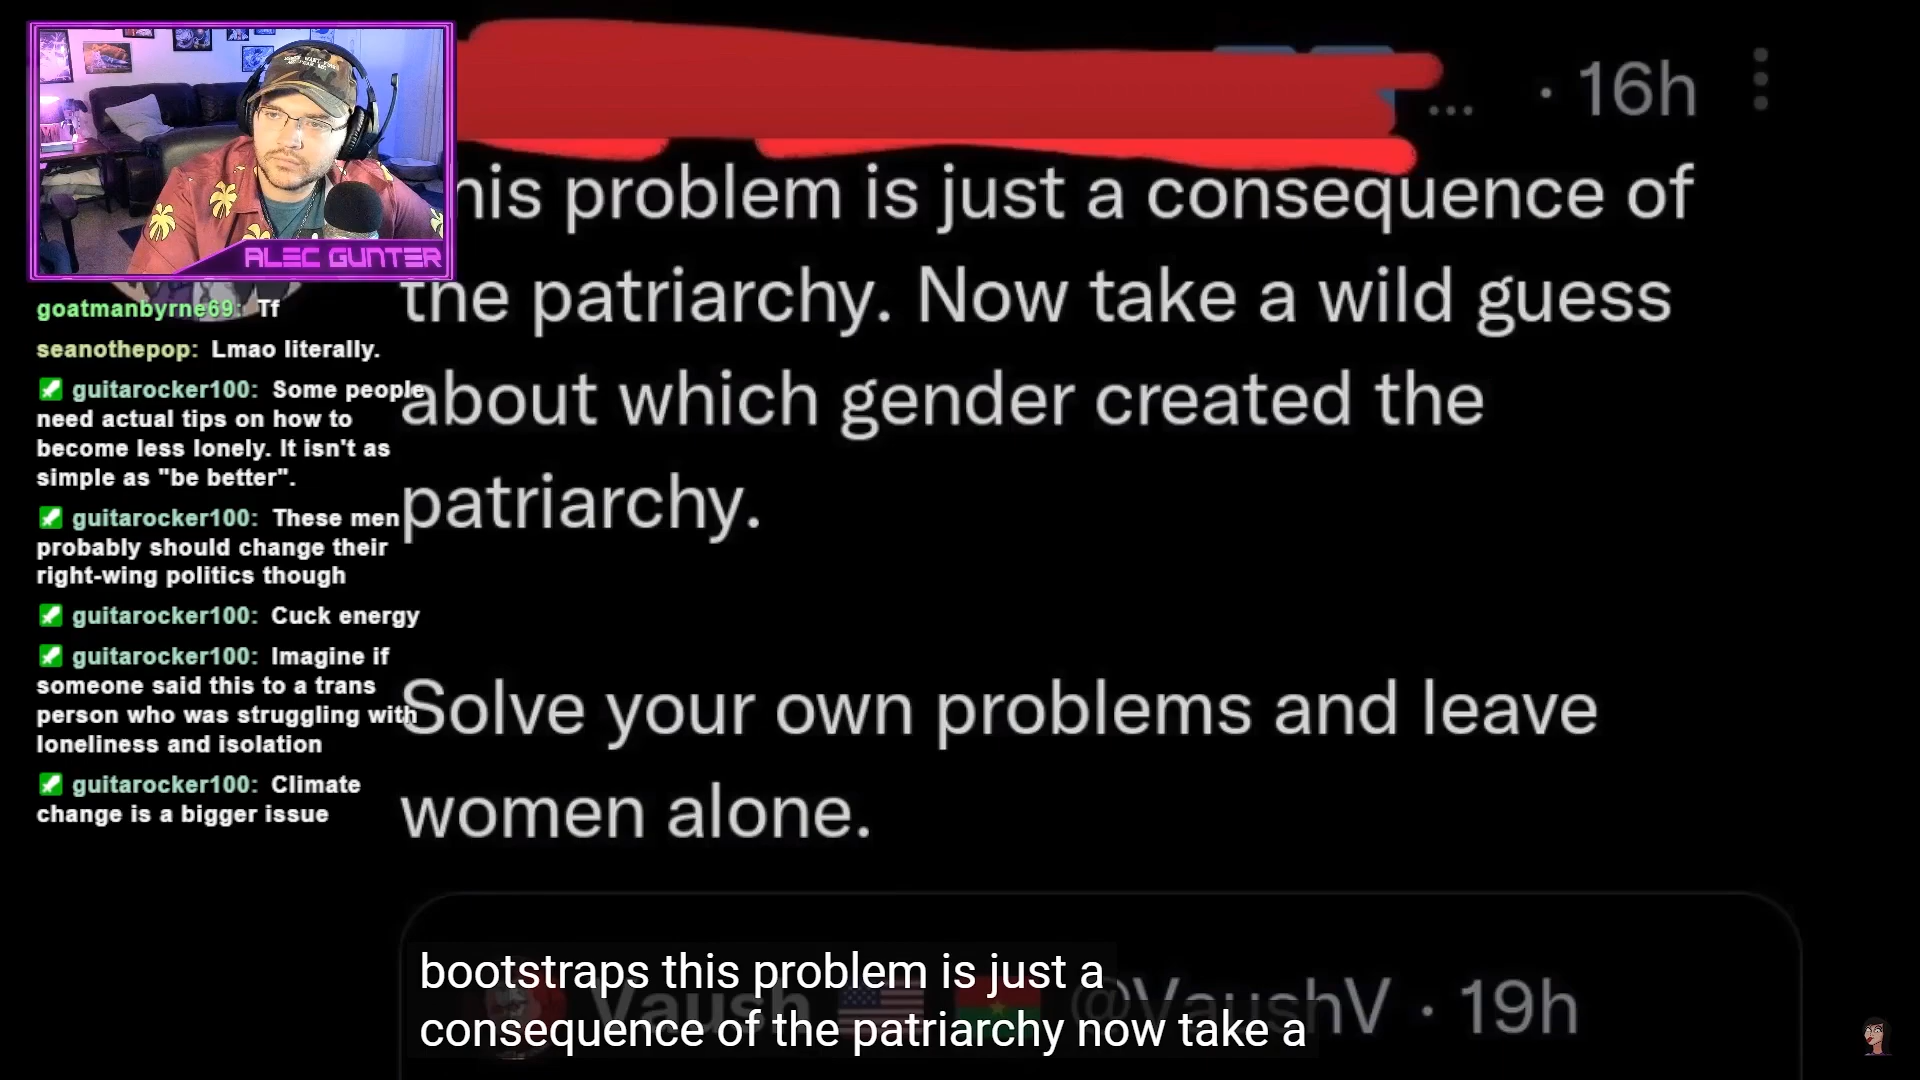 ALEC GUNTER
goatmanbyrne69: Tf
seanothepop: Lmao literally.
guitarocker100: Some people
need actual tips on how to
become less lonely. It isn't as
simple as "be better".
guitarocker100: These men
probably should change their
right-wing politics though
guitarocker100: Cuck energy
guitarocker100: Imagine if
someone said this to a trans
person who was struggling with
loneliness and isolation
guitarocker100: Climate
change is a bigger issue
... · 16h
his problem is just a consequence of
the patriarchy. Now take a wild guess
about which gender created the
patriarchy.
Solve your own problems and leave
women alone.
Vaush @VaushV · 19h
bootstraps this problem is just a
consequence of the patriarchy now take a